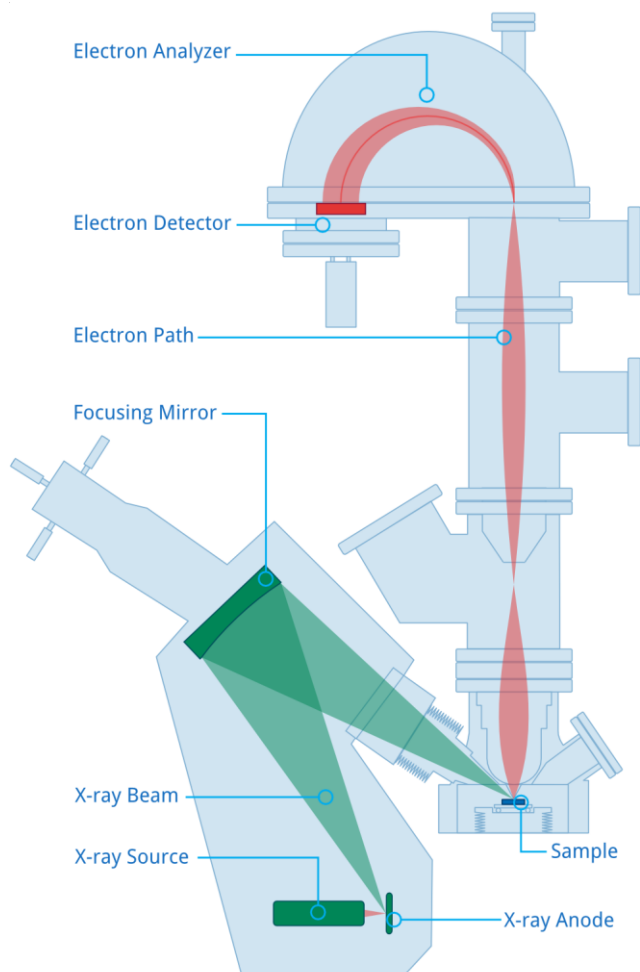 Electron Analyzer
Electron Detector
Electron Path
Focusing Mirror
X-ray Beam
X-ray Source
Sample
X-ray Anode